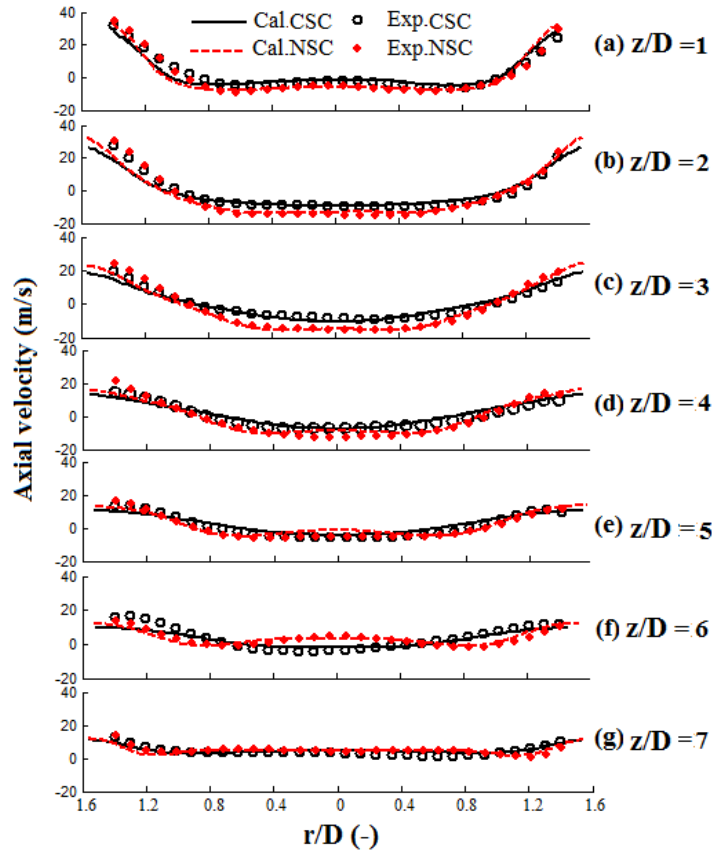 40 Cal.CSC Exp.CSC
20 Cal.NSC Exp.NSC (a) z/D =1
0
-20
40
20 (b) z/D = 2
0
-20
40
20 (c) z/D = 3
0
-20
40
20 (d) z/D = 4
0
-20
40
20 (e) z/D = 5
0
-20
40
20 (f) z/D = 6
0
-20
40
20 (g) z/D = 7
0
-20
1.6 1.2 0.8 0.4 0 0.4 0.8 1.2 1.6
r/D (-)
Axial velocity (m/s)